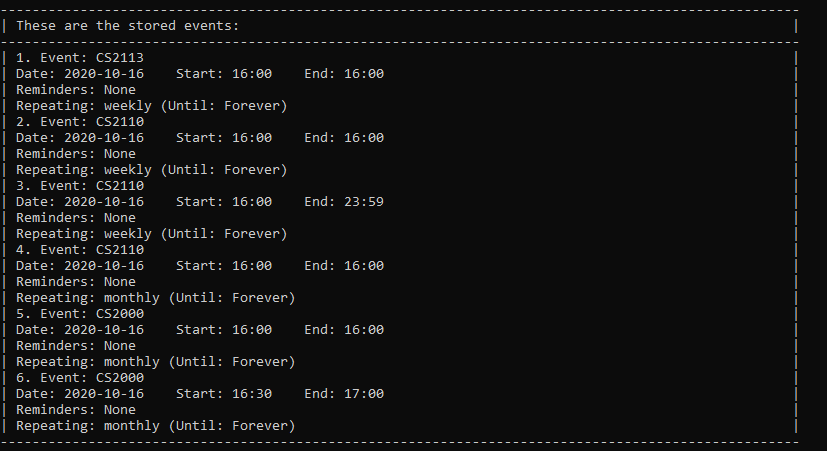 These are the stored events:
1. Event: CS2113
Date: 2020-10-16    Start: 16:00    End: 16:00
Reminders: None
Repeating: weekly (Until: Forever)
2. Event: CS2110
Date: 2020-10-16    Start: 16:00    End: 16:00
Reminders: None
Repeating: weekly (Until: Forever)
3. Event: CS2110
Date: 2020-10-16    Start: 16:00    End: 23:59
Reminders: None
Repeating: weekly (Until: Forever)
4. Event: CS2110
Date: 2020-10-16    Start: 16:00    End: 16:00
Reminders: None
Repeating: monthly (Until: Forever)
5. Event: CS2000
Date: 2020-10-16    Start: 16:00    End: 16:00
Reminders: None
Repeating: monthly (Until: Forever)
6. Event: CS2000
Date: 2020-10-16    Start: 16:30    End: 17:00
Reminders: None
Repeating: monthly (Until: Forever)